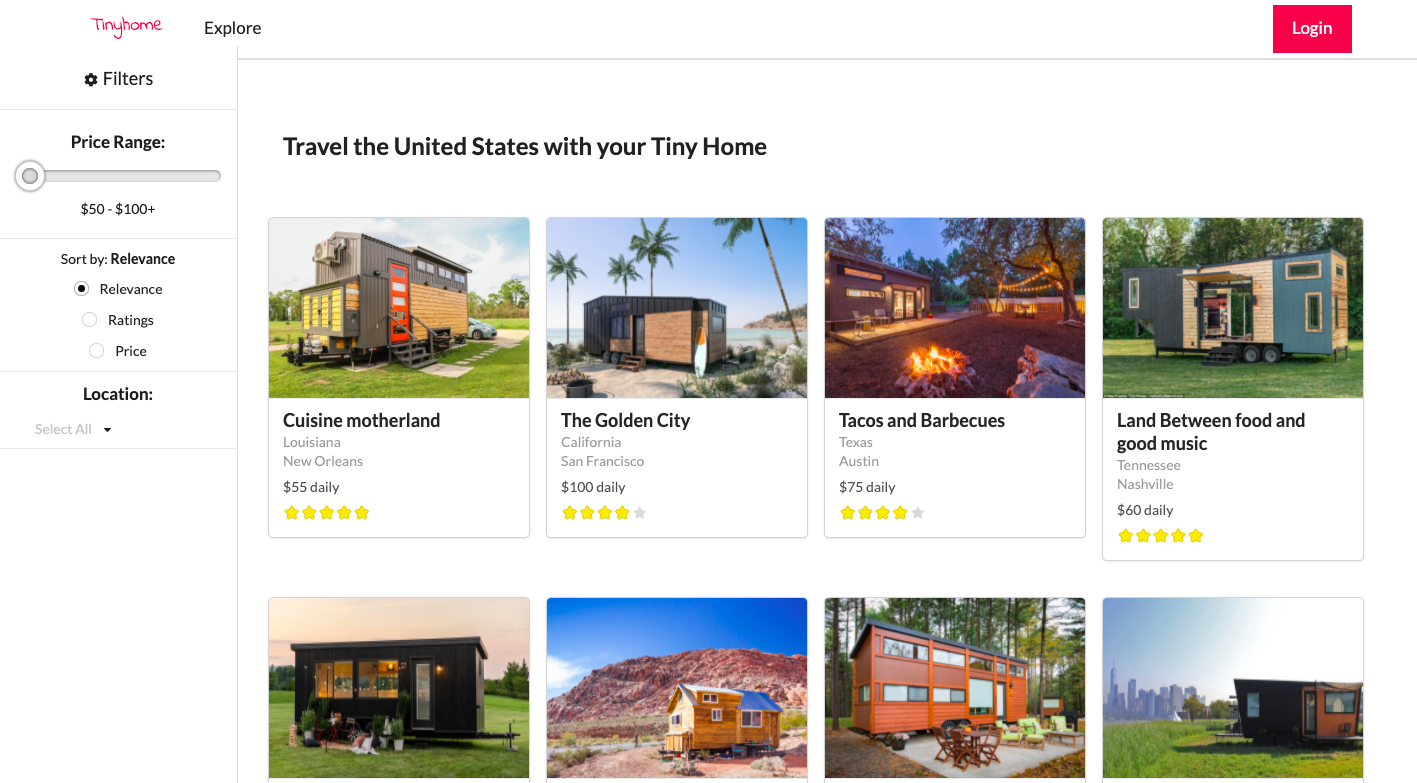 Tinyhome
Explore
Login
Filters
Price Range:
$50 - $100+
Sort by: Relevance
Relevance
Ratings
Price
Location:
Select All
Travel the United States with your Tiny Home
Cuisine motherland
Louisiana
New Orleans
$55 daily
The Golden City
California
San Francisco
$100 daily
Tacos and Barbecues
Texas
Austin
$75 daily
Land Between food and
good music
Tennessee
Nashville
$60 daily